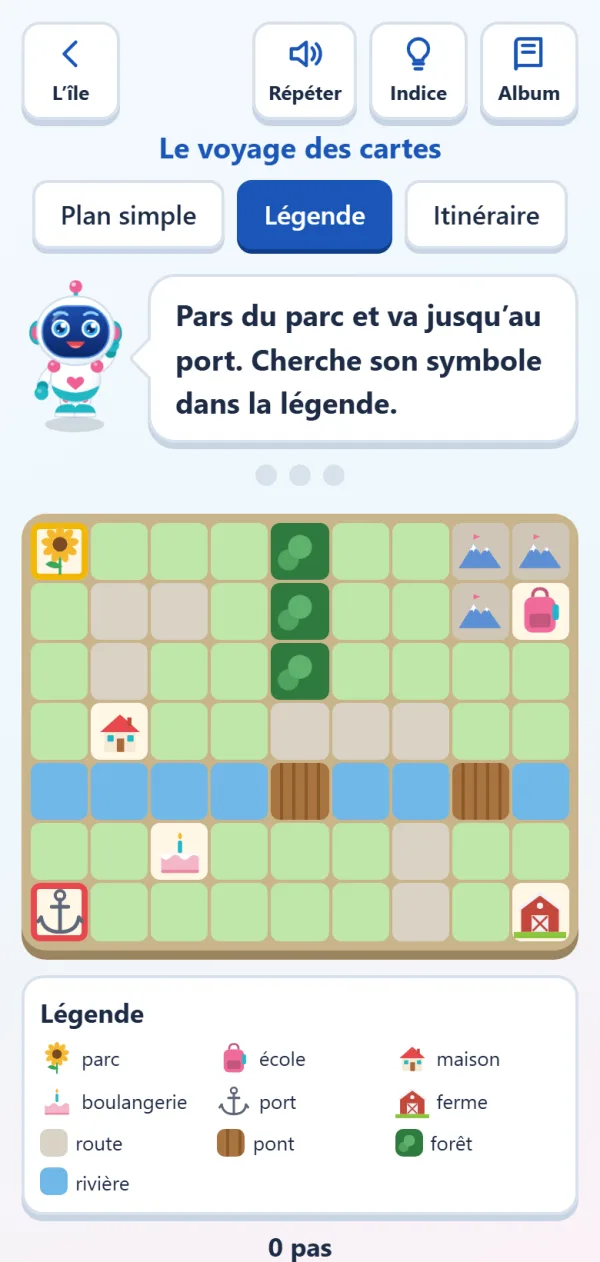 L’île
Répéter
Indice
Album
Le voyage des cartes
Plan simple
Légende
Itinéraire
Pars du parc et va jusqu’au
port. Cherche son symbole
dans la légende.
Légende
parc
école
maison
boulangerie
port
ferme
route
pont
forêt
rivière
0 pas